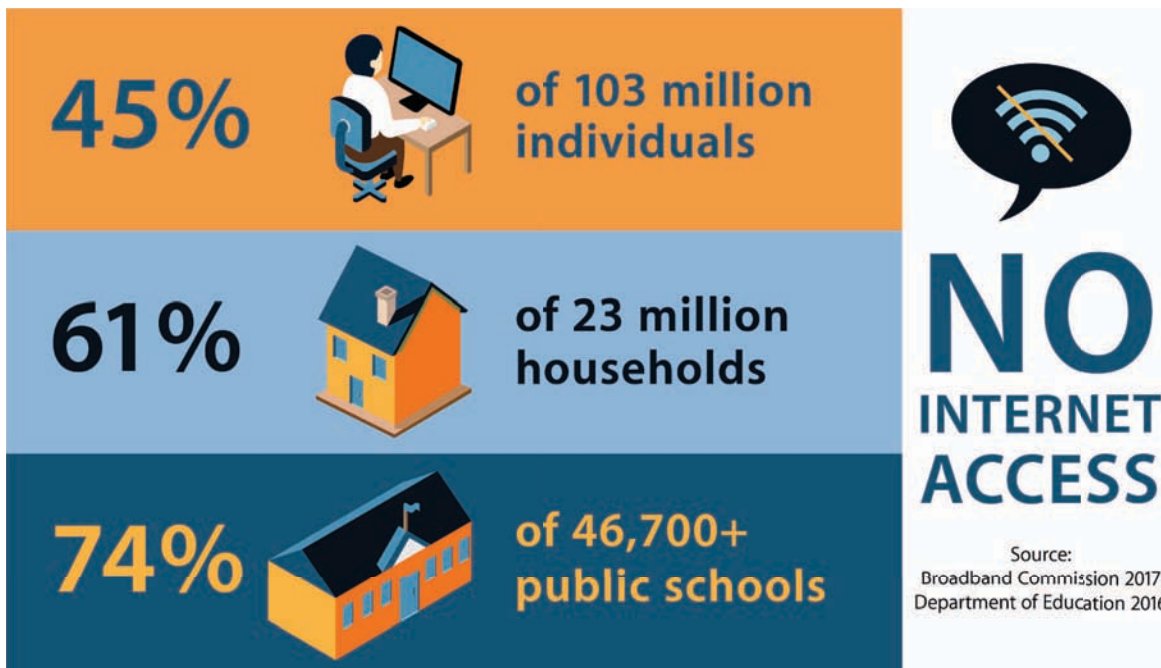 45%
of 103 million
individuals
61%
of 23 million
households
74%
of 46,700+
public schools
NO
INTERNET
ACCESS
Source:
Broadband Commission 2017
Department of Education 2016